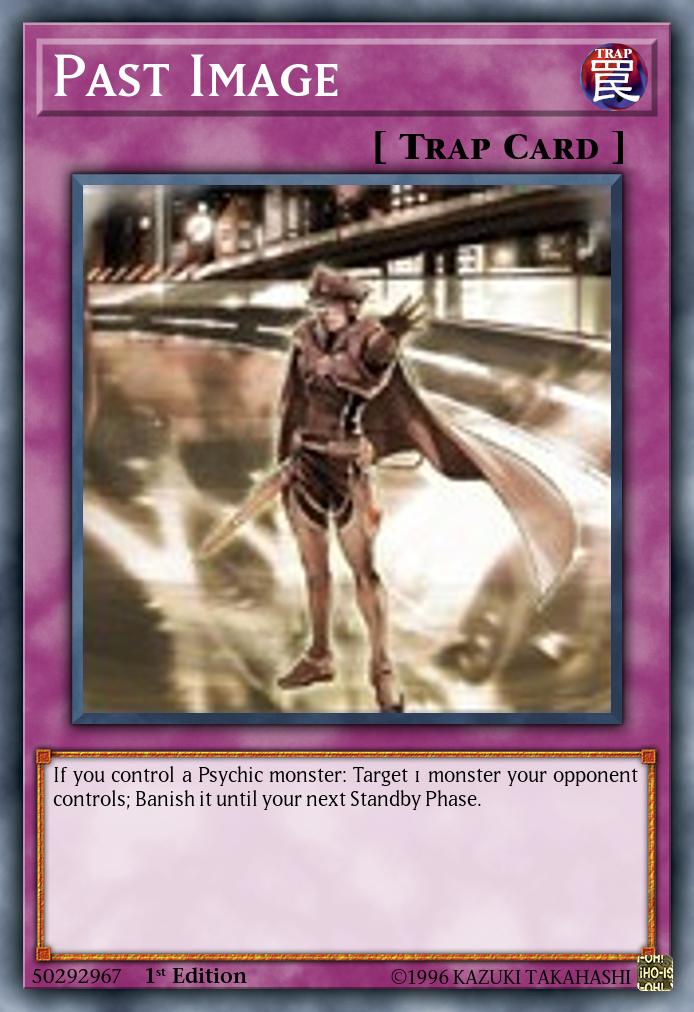 PAST IMAGE
TRAP
罠
[ TRAP CARD ]
If you control a Psychic monster: Target 1 monster your opponent
controls; Banish it until your next Standby Phase.
50292967 1st Edition ©1996 KAZUKI TAKAHASHI